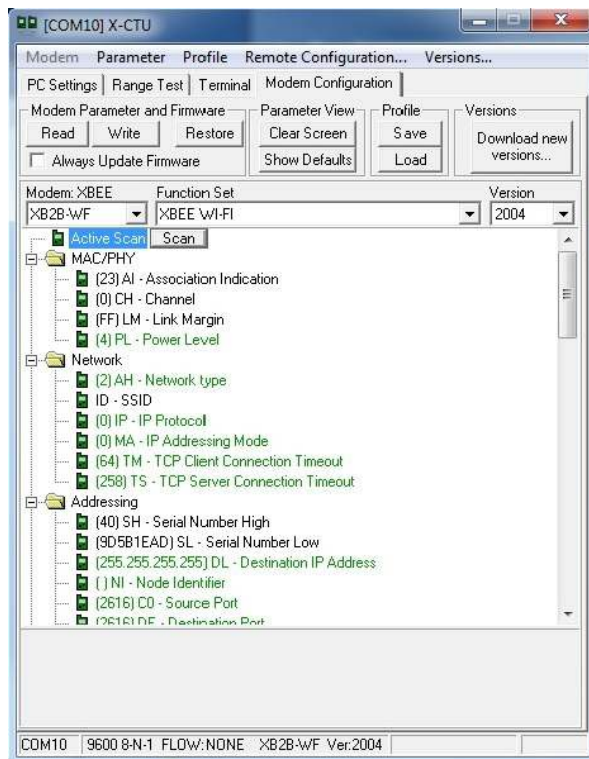 [COM10] X-CTU
Modem Parameter Profile Remote Configuration... Versions...
PC Settings Range Test Terminal Modem Configuration
Modem Parameter and Firmware Parameter View Profile Versions
Read Write Restore Clear Screen Save Download new versions...
Always Update Firmware Show Defaults Load
Modem: XBEE Function Set Version
XB2B-WF XBEE WI-FI 2004
Active Scan Scan
MAC/PHY
(23) AI - Association Indication
(0) CH - Channel
(FF) LM - Link Margin
(4) PL - Power Level
Network
(2) AH - Network type
ID - SSID
(0) IP - IP Protocol
(0) MA - IP Addressing Mode
(64) TM - TCP Client Connection Timeout
(258) TS - TCP Server Connection Timeout
Addressing
(40) SH - Serial Number High
(9D5B1EAD) SL - Serial Number Low
(255.255.255.255) DL - Destination IP Address
( ) NI - Node Identifier
(2616) C0 - Source Port
(2616) DE - Destination Port
COM10 9600 8-N-1 FLOW:NONE XB2B-WF Ver:2004